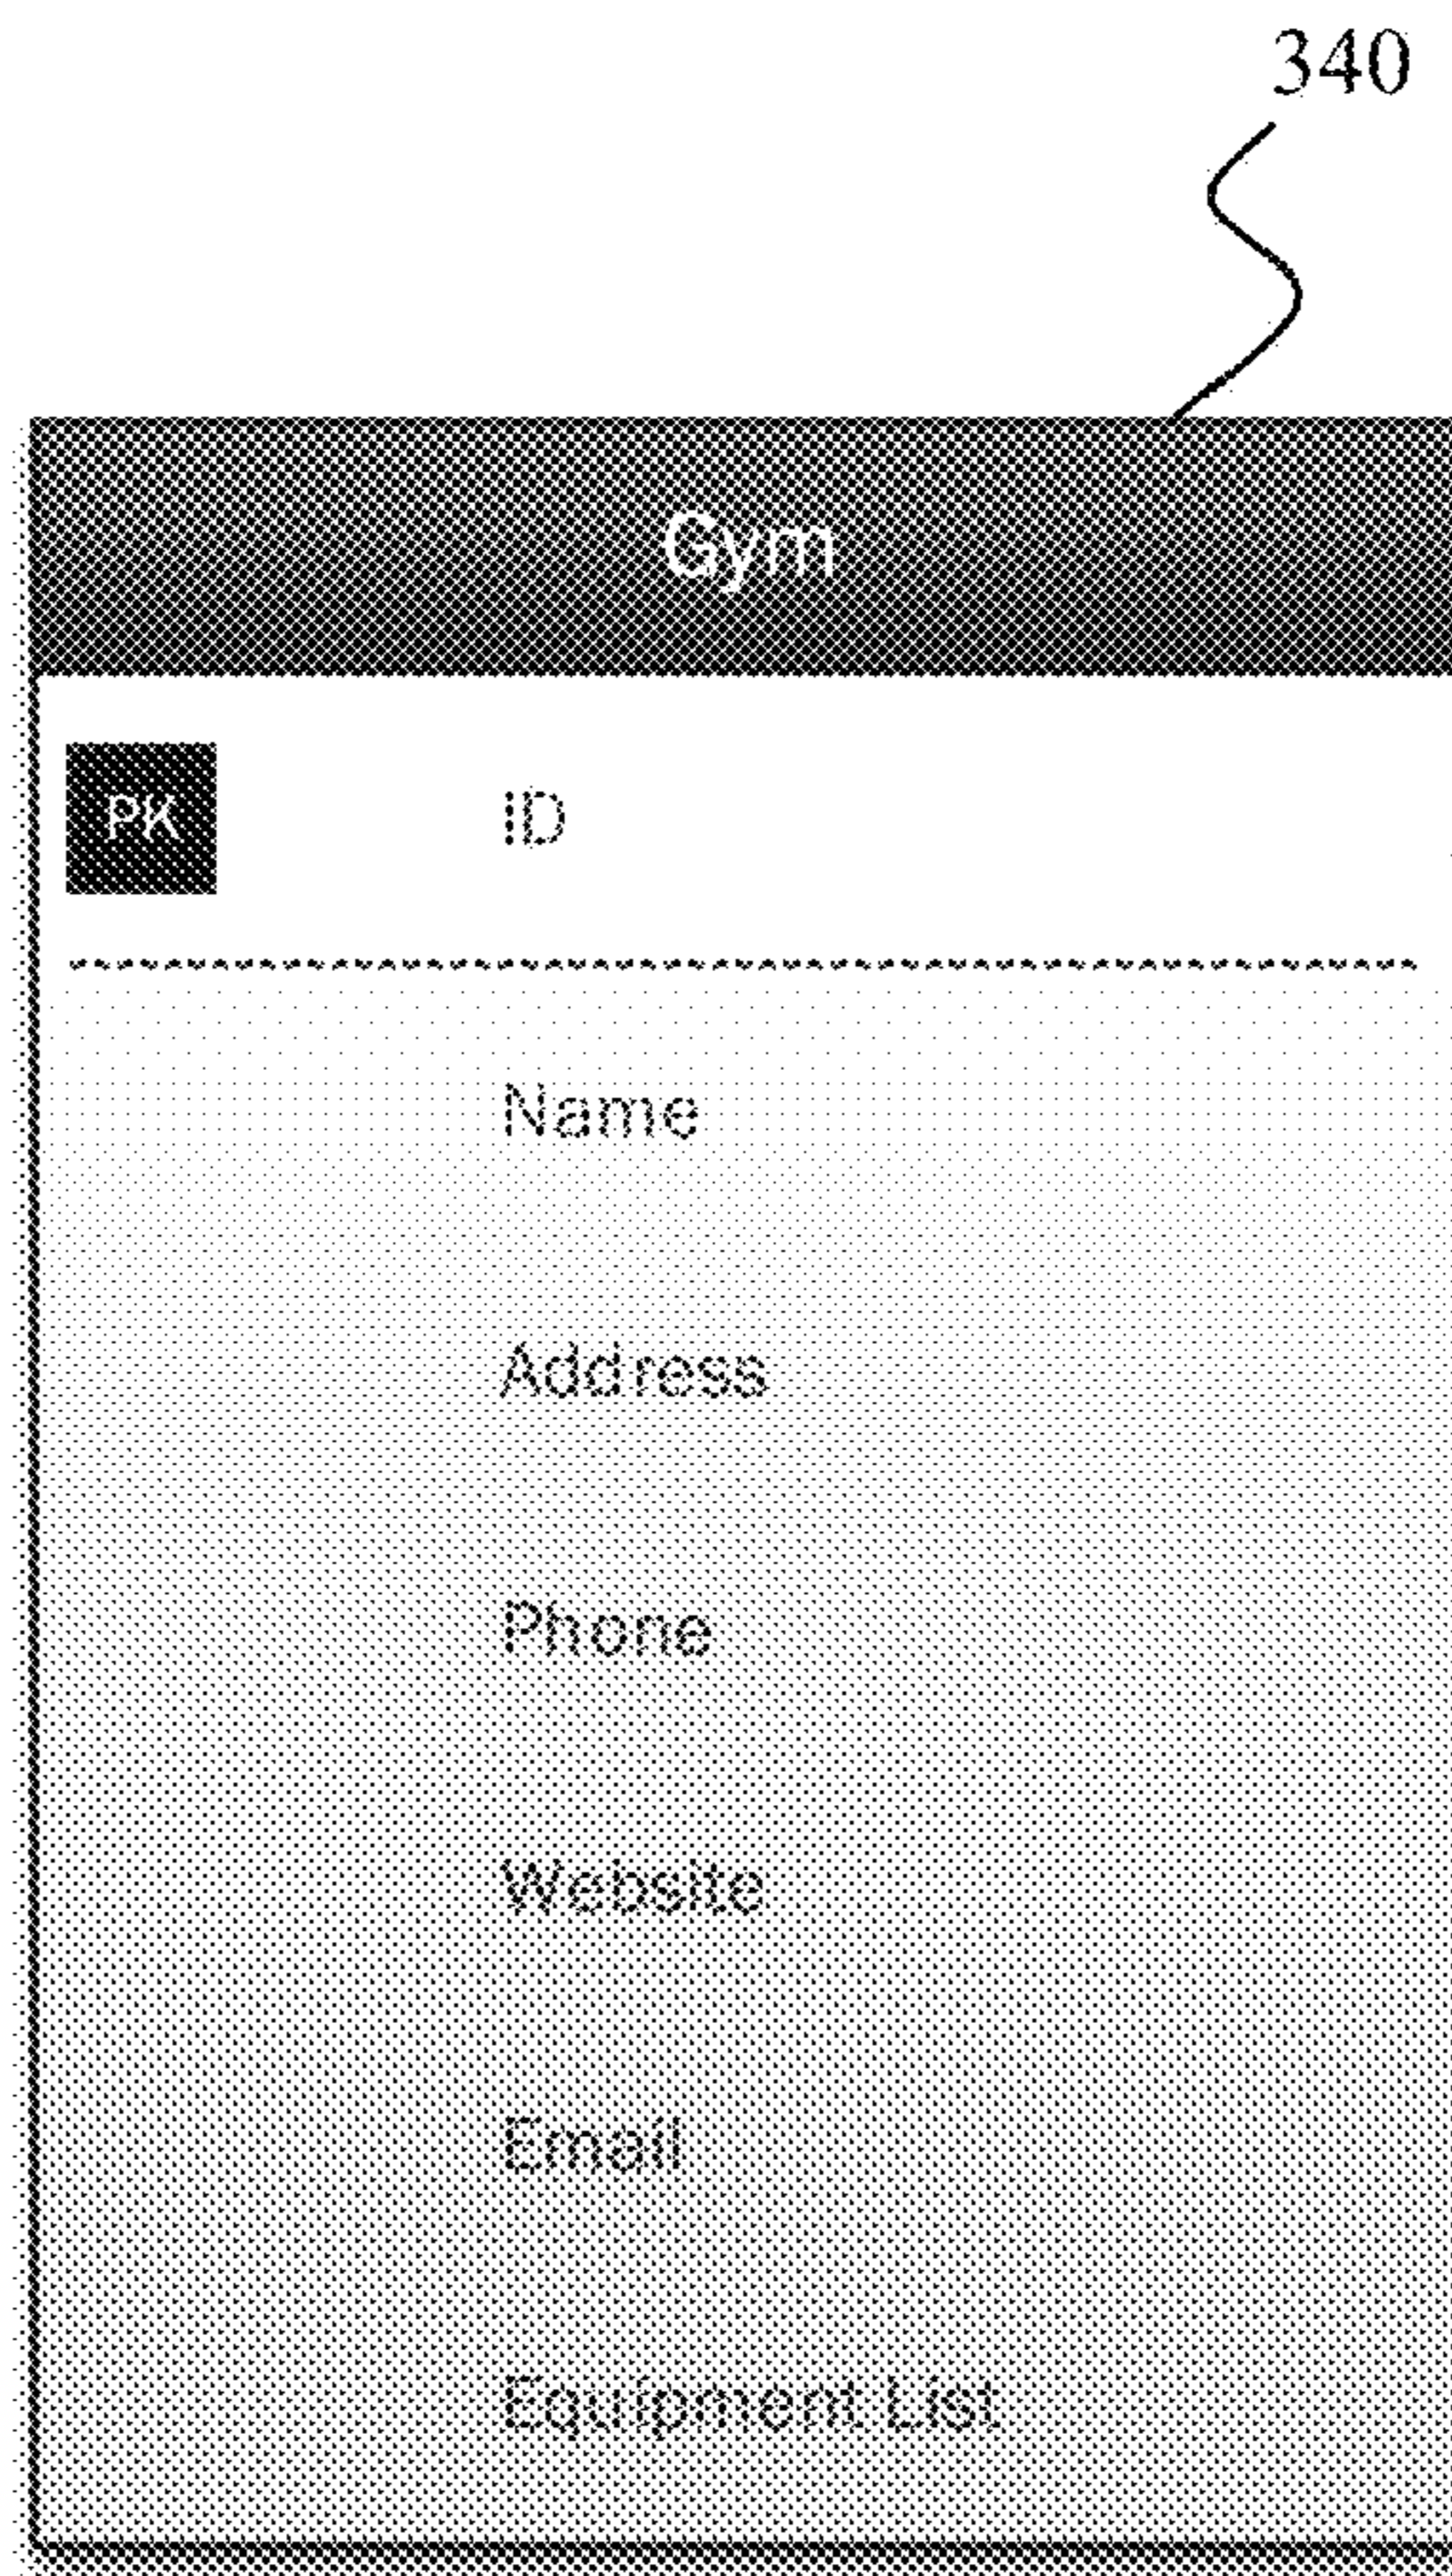 340
Gym
PK ID
Name
Address
Phone
Website
Email
Equipment List